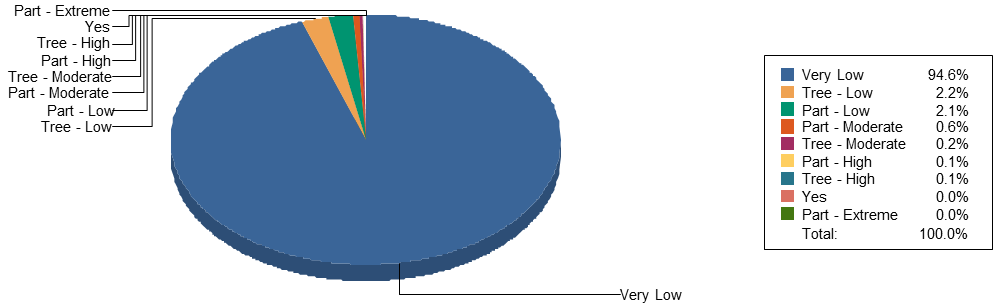 Part - Extreme
Yes
Tree - High
Part - High
Tree - Moderate
Part - Moderate
Part - Low
Tree - Low
Very Low
Very Low 94.6%
Tree - Low 2.2%
Part - Low 2.1%
Part - Moderate 0.6%
Tree - Moderate 0.2%
Part - High 0.1%
Tree - High 0.1%
Yes 0.0%
Part - Extreme 0.0%
Total: 100.0%